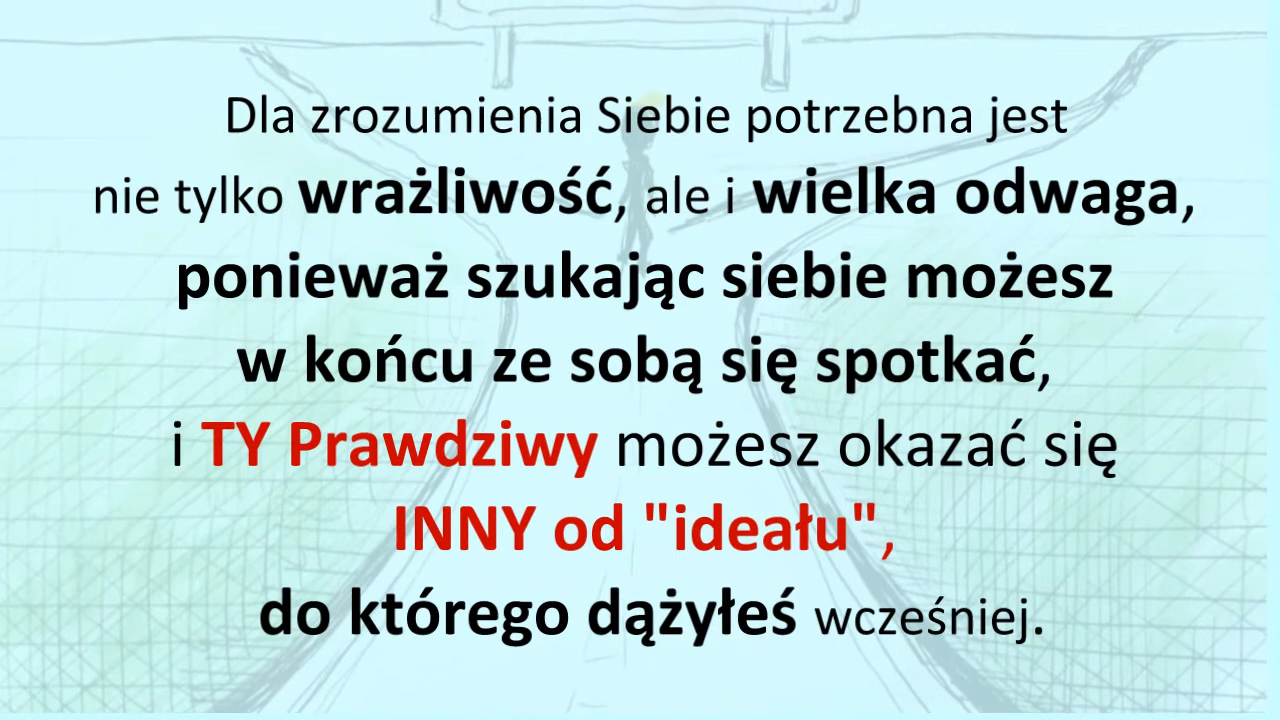 Dla zrozumienia Siebie potrzebna jest
nie tylko wrażliwość, ale i wielka odwaga,
ponieważ szukając siebie możesz
w końcu ze sobą się spotkać,
i TY Prawdziwy możesz okazać się
INNY od "ideału",
do którego dążyłeś wcześniej.